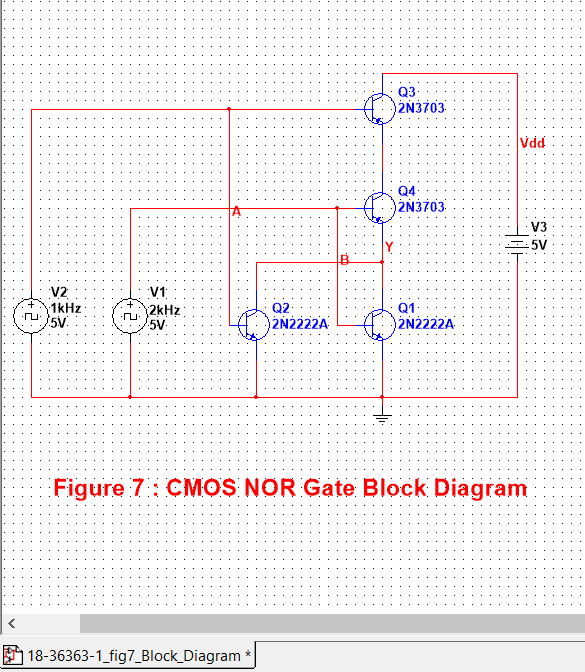 Q3
2N3703
Vdd
Q4
2N3703
A
V3
5V
Y
B
V2
1kHz
5V
V1
2kHz
5V
Q2
2N2222A
Q1
2N2222A
Figure 7 : CMOS NOR Gate Block Diagram
18-36363-1_fig7_Block_Diagram *